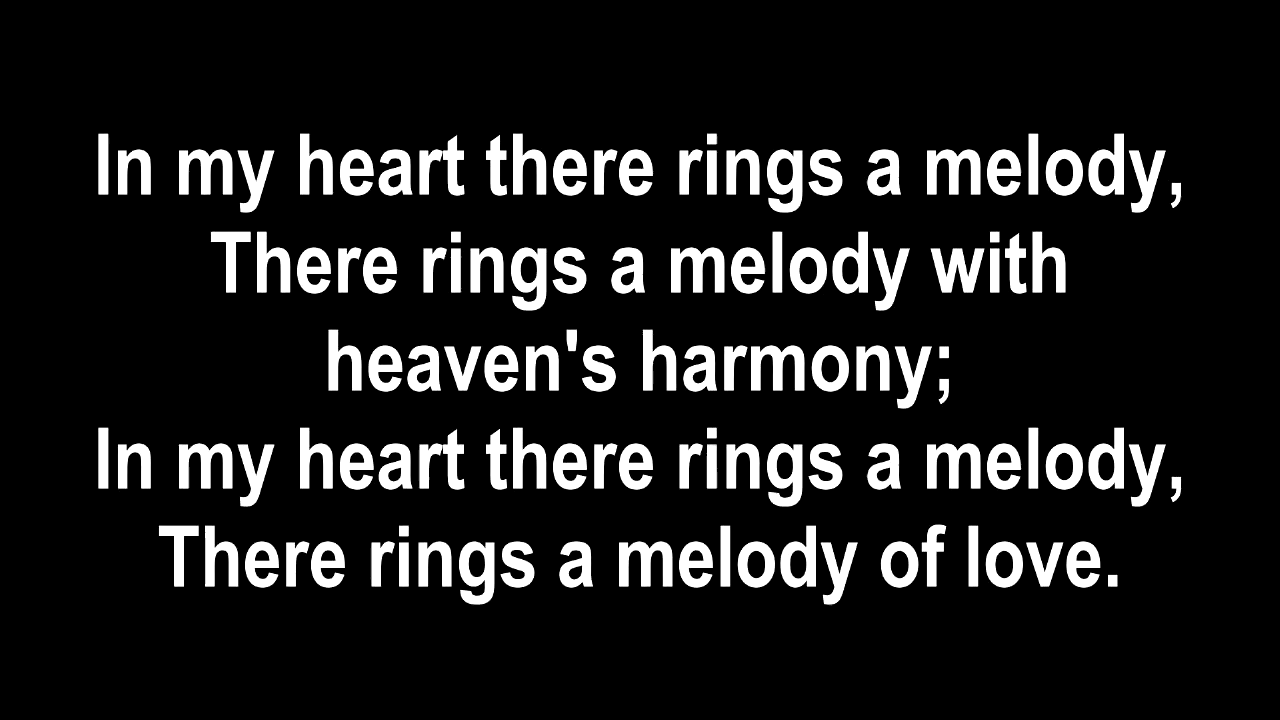 In my heart there rings a melody,
There rings a melody with
heaven's harmony;
In my heart there rings a melody,
There rings a melody of love.